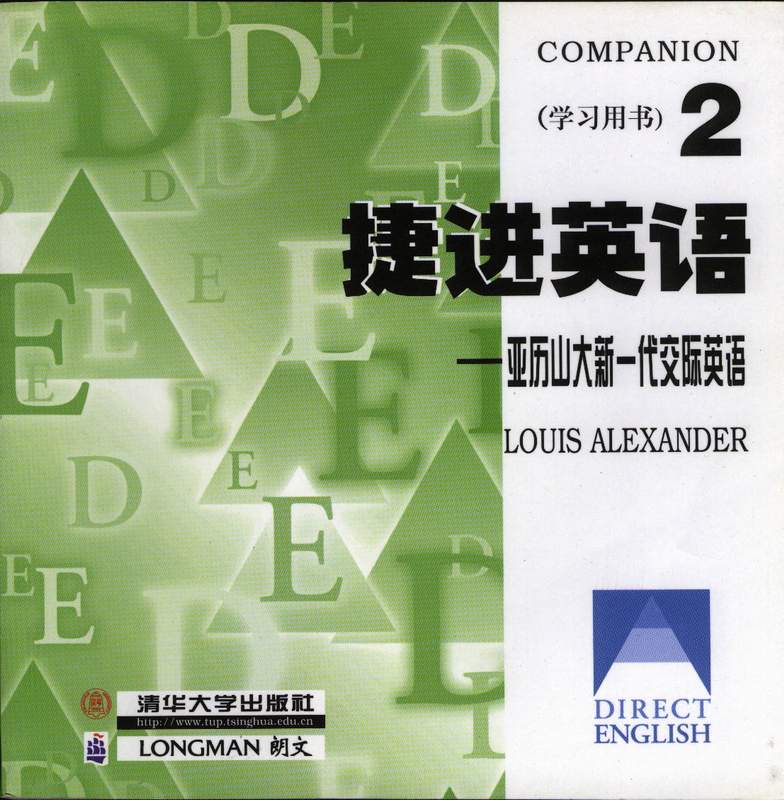 COMPANION
(学习用书) 2
捷进英语
—亚历山大新一代交际英语
LOUIS ALEXANDER
DIRECT
ENGLISH
清华大学出版社
http://www.tup.tsinghua.edu.cn
LONGMAN 朗文